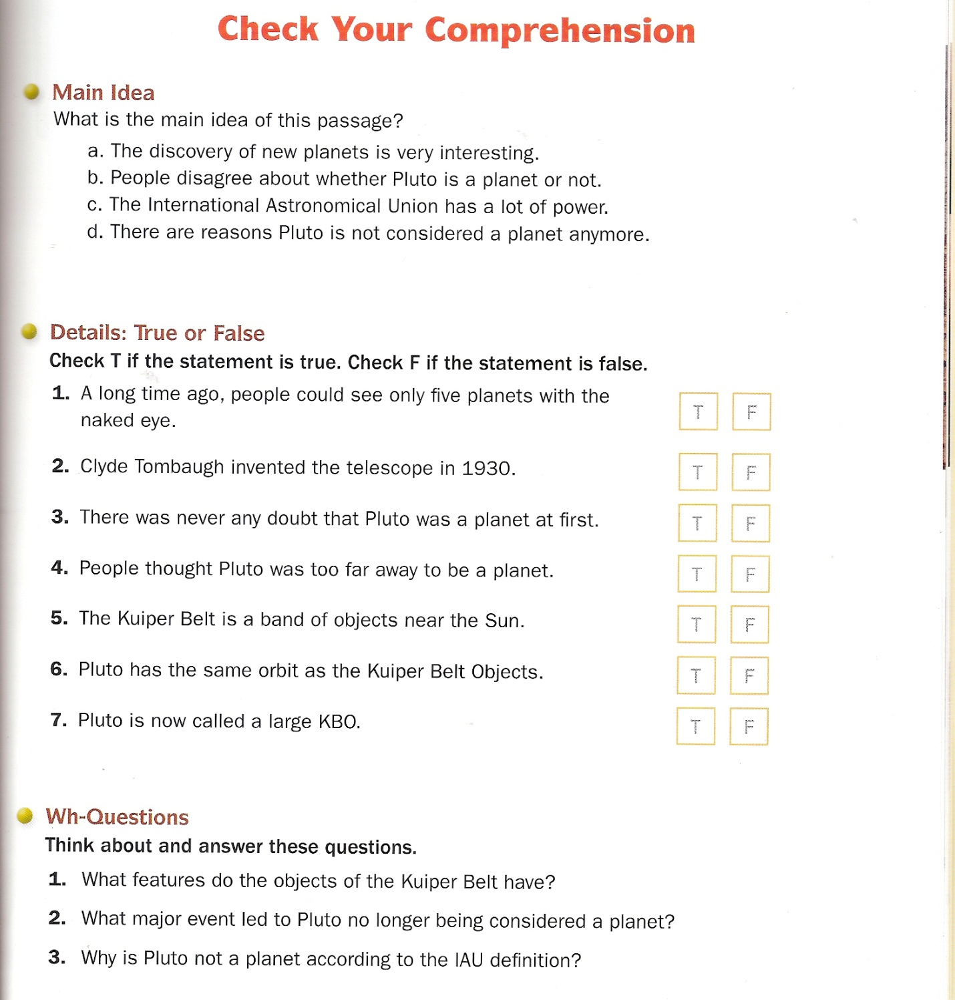 Check Your Comprehension
Main Idea
What is the main idea of this passage?
a. The discovery of new planets is very interesting.
b. People disagree about whether Pluto is a planet or not.
c. The International Astronomical Union has a lot of power.
d. There are reasons Pluto is not considered a planet anymore.
Details: True or False
Check T if the statement is true. Check F if the statement is false.
1. A long time ago, people could see only five planets with the
naked eye.
T F
2. Clyde Tombaugh invented the telescope in 1930. T F
3. There was never any doubt that Pluto was a planet at first. T F
4. People thought Pluto was too far away to be a planet. T F
5. The Kuiper Belt is a band of objects near the Sun. T F
6. Pluto has the same orbit as the Kuiper Belt Objects. T F
7. Pluto is now called a large KBO. T F
Wh-Questions
Think about and answer these questions.
1. What features do the objects of the Kuiper Belt have?
2. What major event led to Pluto no longer being considered a planet?
3. Why is Pluto not a planet according to the IAU definition?